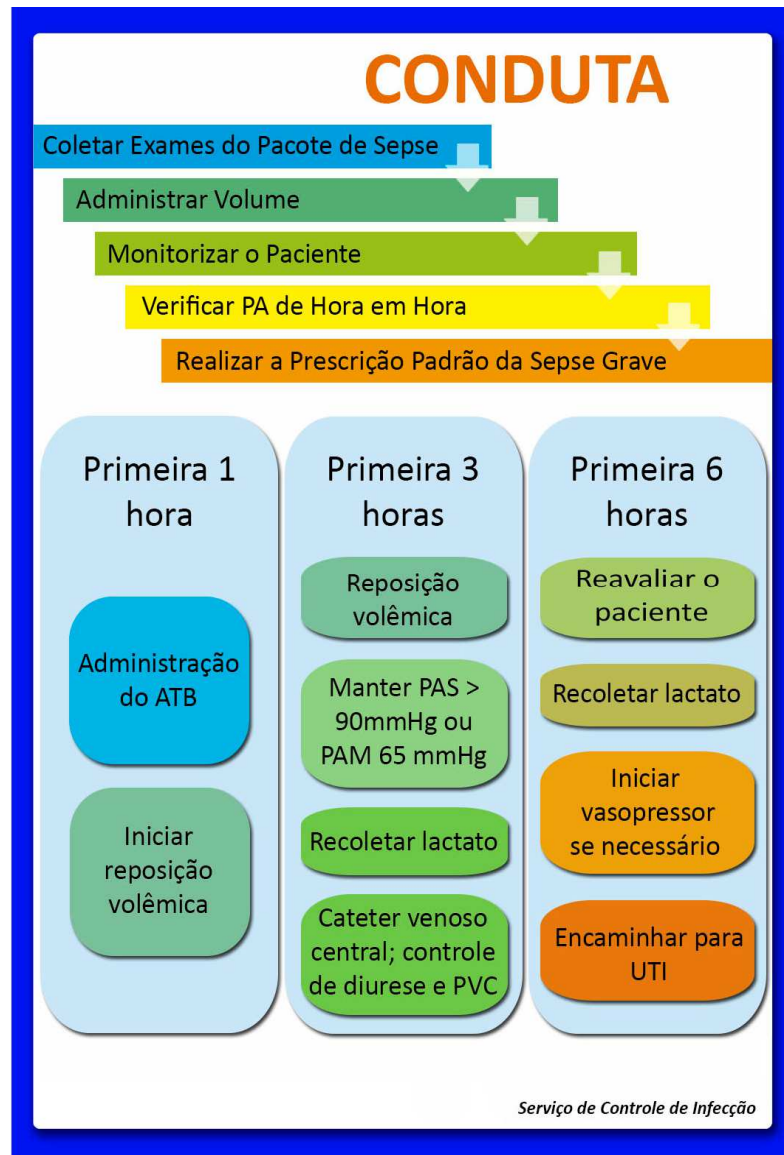 CONDUTA
Coletar Exames do Pacote de Sepse
Administrar Volume
Monitorizar o Paciente
Verificar PA de Hora em Hora
Realizar a Prescrição Padrão da Sepse Grave
Primeira 1
hora
Administração
do ATB
Iniciar
reposição
volêmica
Primeira 3
horas
Reposição
volêmica
Manter PAS >
90mmHg ou
PAM 65 mmHg
Recoletar lactato
Cateter venoso
central; controle
de diurese e PVC
Primeira 6
horas
Reavaliar o
paciente
Recoletar lactato
Iniciar
vasopressor
se necessário
Encaminhar para
UTI
Serviço de Controle de Infecção